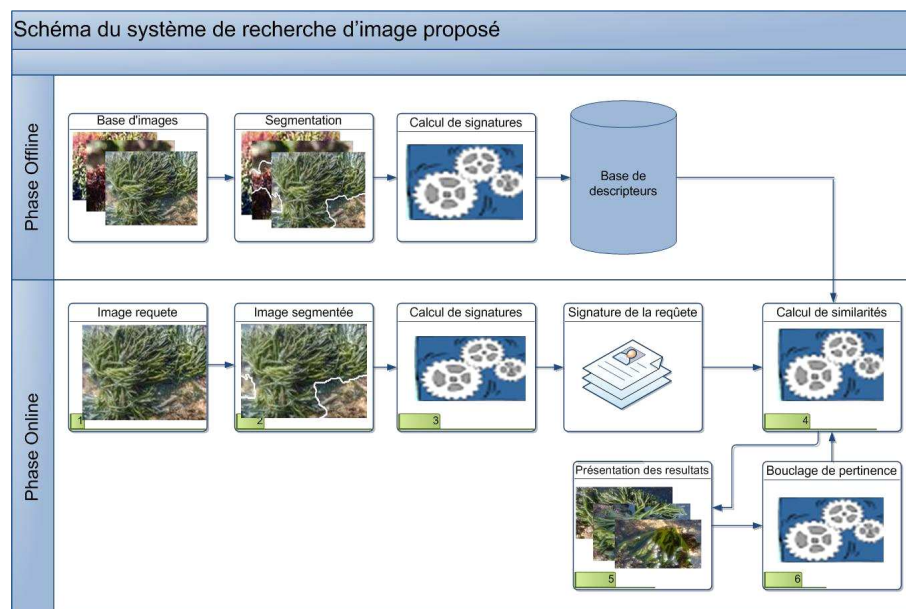 Schéma du système de recherche d'image proposé
Phase Offline
Base d'images
Segmentation
Calcul de signatures
Base de
descripteurs
Phase Online
Image requete
1
Image segmentée
2
Calcul de signatures
3
Signature de la reqûete
Calcul de similarités
4
Présentation des resultats
5
Bouclage de pertinence
6